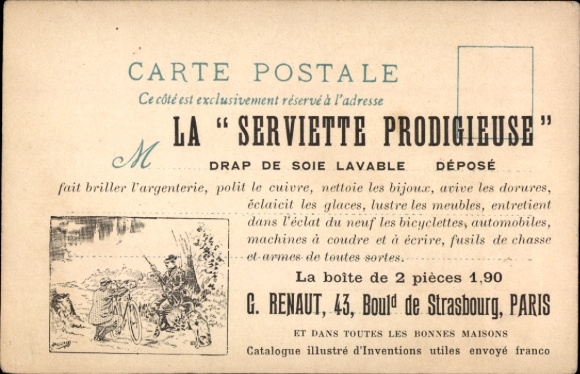 CARTE POSTALE
Ce côté est exclusivement réservé à l'adresse
LA "SERVIETTE PRODIGIEUSE"
M
DRAP DE SOIE LAVABLE DÉPOSÉ
fait briller l'argenterie, polit le cuivre, nettoie les bijoux, avive les dorures,
éclaicit les glaces, lustre les meubles, entretient
dans l'éclat du neuf les bicyclettes, automobiles,
machines à coudre et à écrire, fusils de chasse
et armes de toutes sortes.
La boîte de 2 pièces 1,90
G. RENAUT, 43, Boulᵈ de Strasbourg, PARIS
ET DANS TOUTES LES BONNES MAISONS
Catalogue illustré d'Inventions utiles envoyé franco